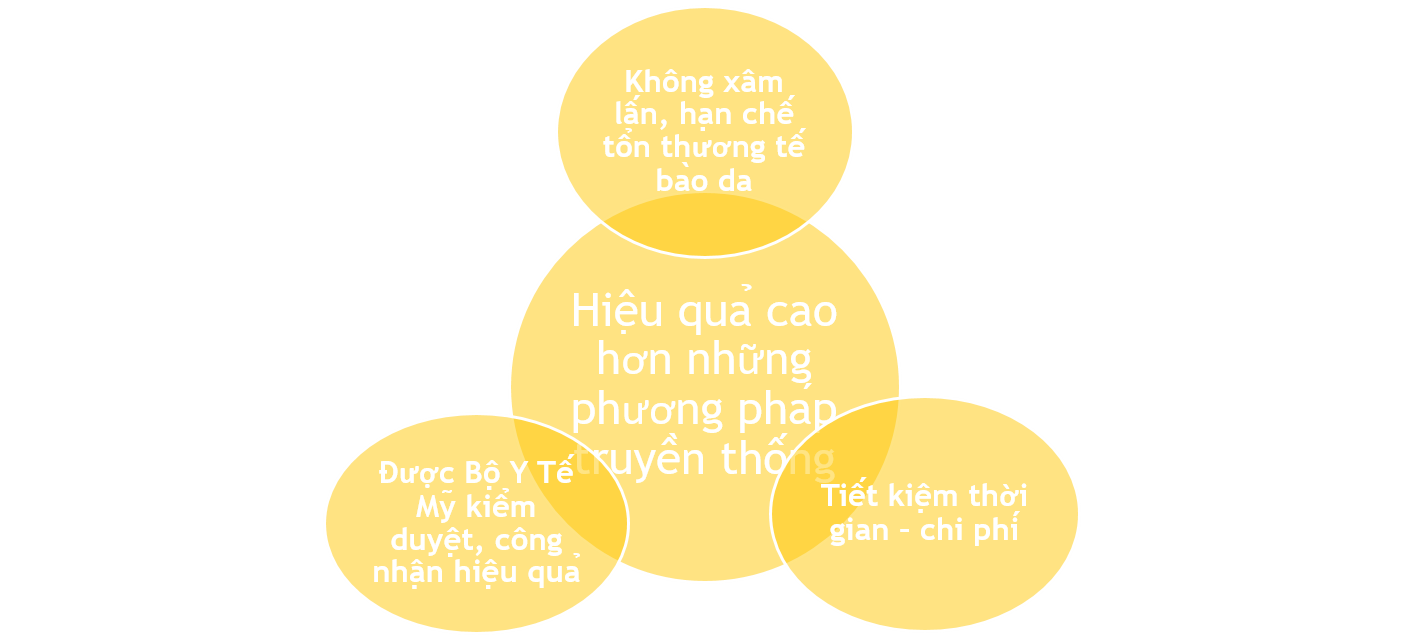 Không xâm
lấn, hạn chế
tổn thương tế
bào da
Hiệu quả cao
hơn những
phương pháp
truyền thống
Được Bộ Y Tế
Mỹ kiểm
duyệt, công
nhận hiệu quả
Tiết kiệm thời
gian – chi phí